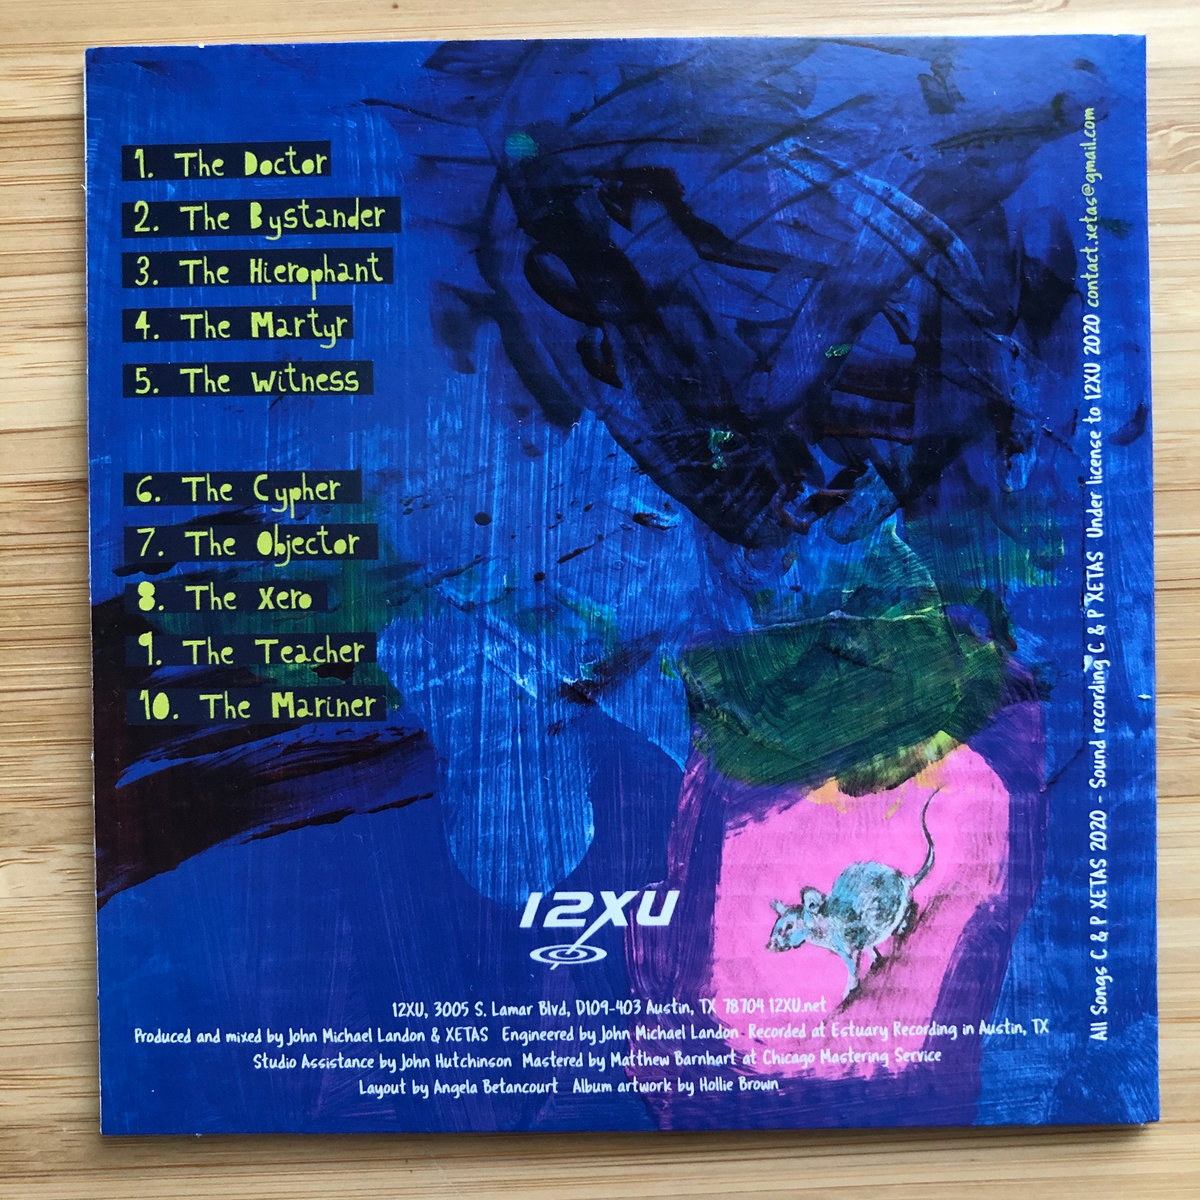 1. The Doctor
2. The Bystander
3. The Hierophant
4. The Martyr
5. The Witness
6. The Cypher
7. The Objector
8. The Xero
9. The Teacher
10. The Mariner
12XU
12XU, 3005 S. Lamar Blvd, D109-403 Austin, TX 78704 12XU.net
Produced and mixed by John Michael Landon & XETAS Engineered by John Michael Landon Recorded at Estuary Recording in Austin, TX
Studio Assistance by John Hutchinson Mastered by Matthew Barnhart at Chicago Mastering Service
Layout by Angela Betancourt Album artwork by Hollie Brown
All Songs C & P XETAS 2020 - Sound recording C & P XETAS Under license to 12XU 2020 contact.xetas@gmail.com